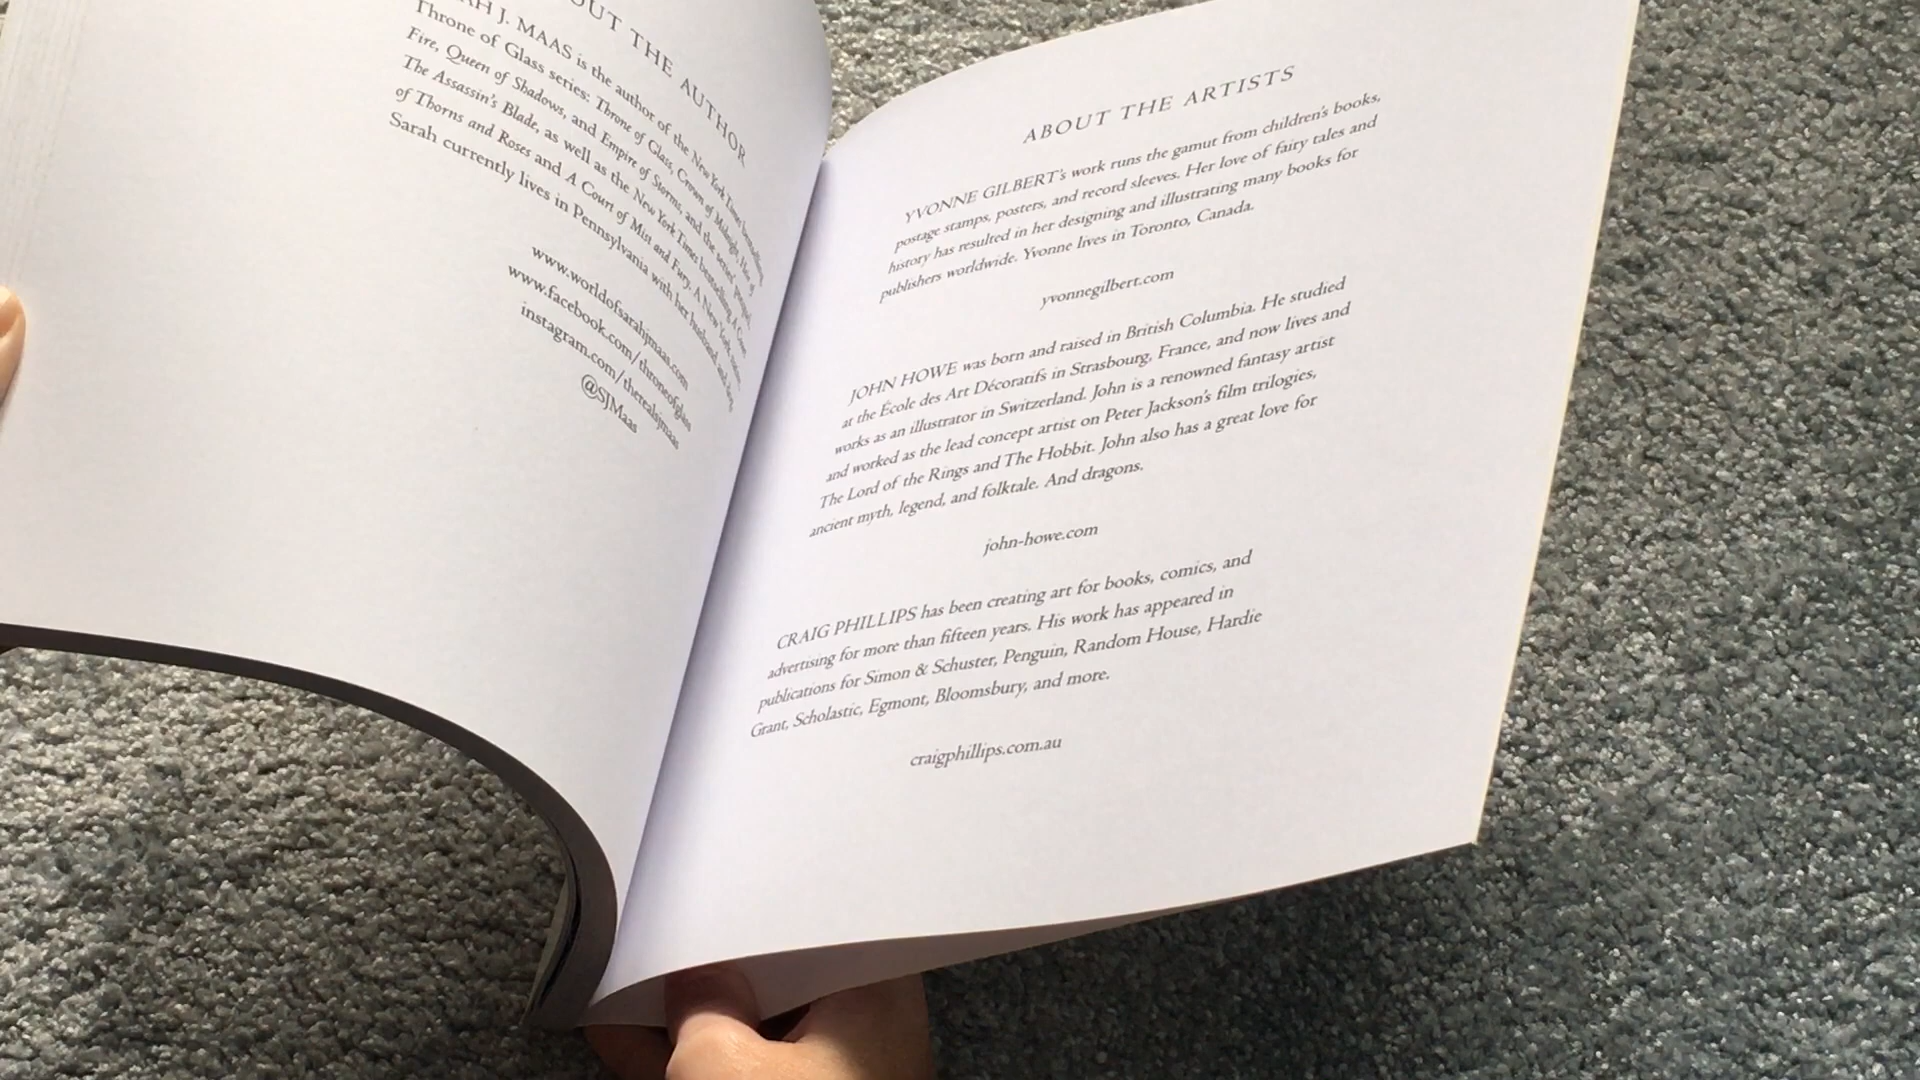 OUT THE AUTHOR
AH J. MAAS is the author of the New York Times bestselling
Throne of Glass series: Throne of Glass, Crown of Midnight, Heir of
Fire, Queen of Shadows, and Empire of Storms, and the series' prequel,
The Assassin's Blade, as well as the New York Times bestselling A Court
of Thorns and Roses and A Court of Mist and Fury. A New York native,
Sarah currently lives in Pennsylvania with her husband and dog.
www.worldofsarahjmaas.com
www.facebook.com/throneofglass
instagram.com/therealsjmaas
@SJMaas
ABOUT THE ARTISTS
YVONNE GILBERT's work runs the gamut from children's books,
postage stamps, posters, and record sleeves. Her love of fairy tales and
history has resulted in her designing and illustrating many books for
publishers worldwide. Yvonne lives in Toronto, Canada.
yvonnegilbert.com
JOHN HOWE was born and raised in British Columbia. He studied
at the École des Art Décoratifs in Strasbourg, France, and now lives and
works as an illustrator in Switzerland. John is a renowned fantasy artist
and worked as the lead concept artist on Peter Jackson's film trilogies,
The Lord of the Rings and The Hobbit. John also has a great love for
ancient myth, legend, and folktale. And dragons.
john-howe.com
CRAIG PHILLIPS has been creating art for books, comics, and
advertising for more than fifteen years. His work has appeared in
publications for Simon & Schuster, Penguin, Random House, Hardie
Grant, Scholastic, Egmont, Bloomsbury, and more.
craigphillips.com.au